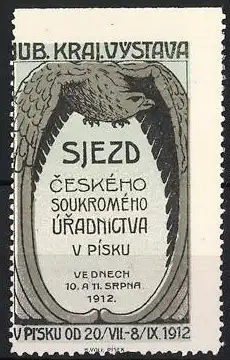 JUB. KRAJ. VÝSTAVA
SJEZD
ČESKÉHO
SOUKROMÉHO
ÚŘADNICTVA
V PÍSKU
VE DNECH
10. A 11. SRPNA
1912.
V PÍSKU OD 20/VII.-8/IX. 1912